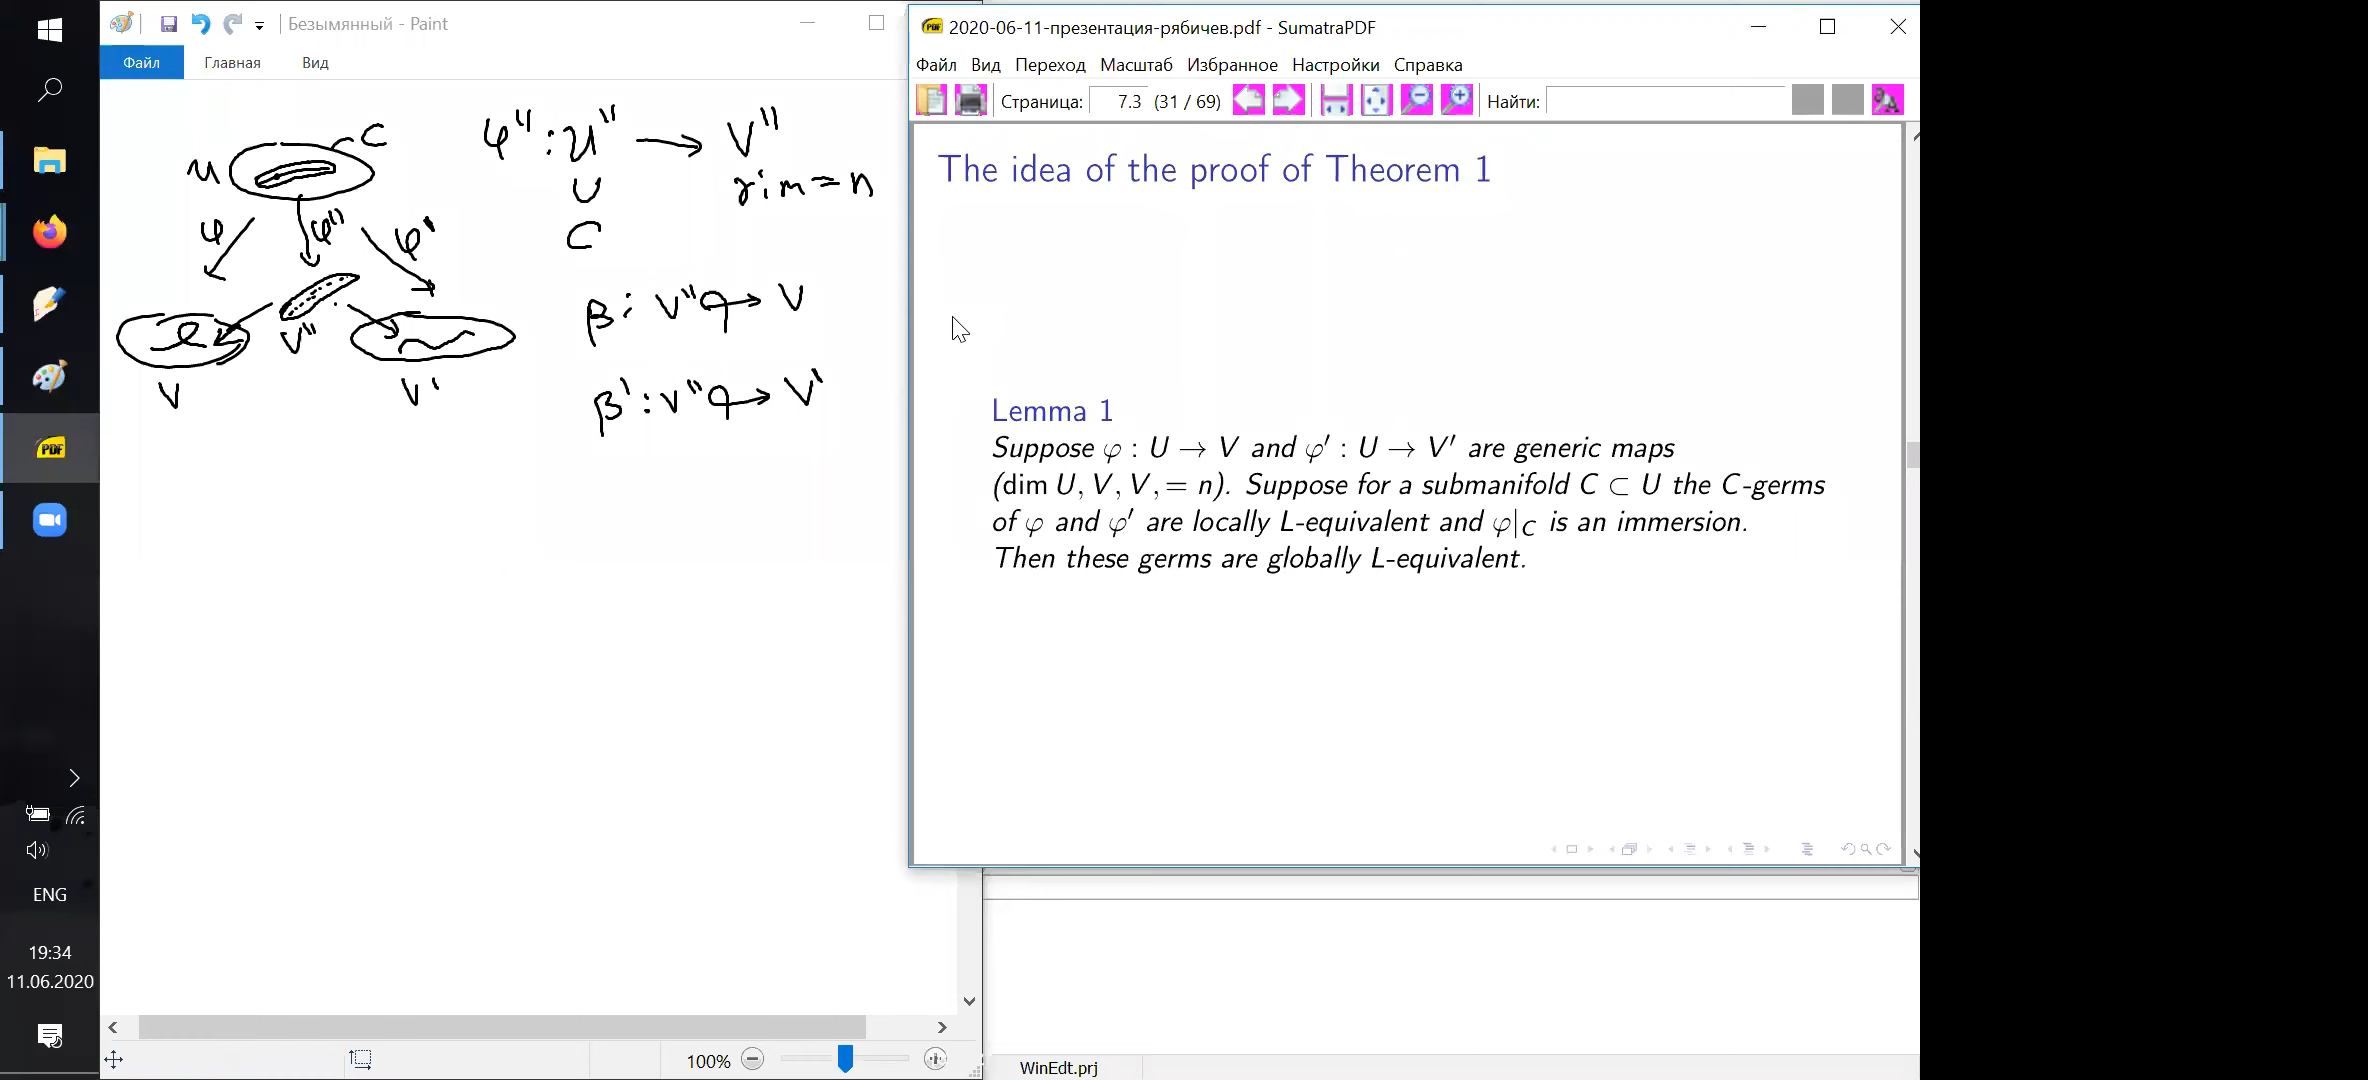 Безымянный - Paint
Файл Главная Вид
C
U
φ φ'' φ'
V V'' V'
φ'' : U'' → V''
∪ dim = n
C
β : V'' ↬ V
β' : V'' ↬ V'
2020-06-11-презентация-рябичев.pdf - SumatraPDF
Файл Вид Переход Масштаб Избранное Настройки Справка
Страница: 7.3 (31 / 69) Найти:
The idea of the proof of Theorem 1
Lemma 1
Suppose φ : U → V and φ′ : U → V′ are generic maps
(dim U, V, V, = n). Suppose for a submanifold C ⊂ U the C-germs
of φ and φ′ are locally L-equivalent and φ|C is an immersion.
Then these germs are globally L-equivalent.
PDF
ENG
19:34
11.06.2020
100%
WinEdt.prj